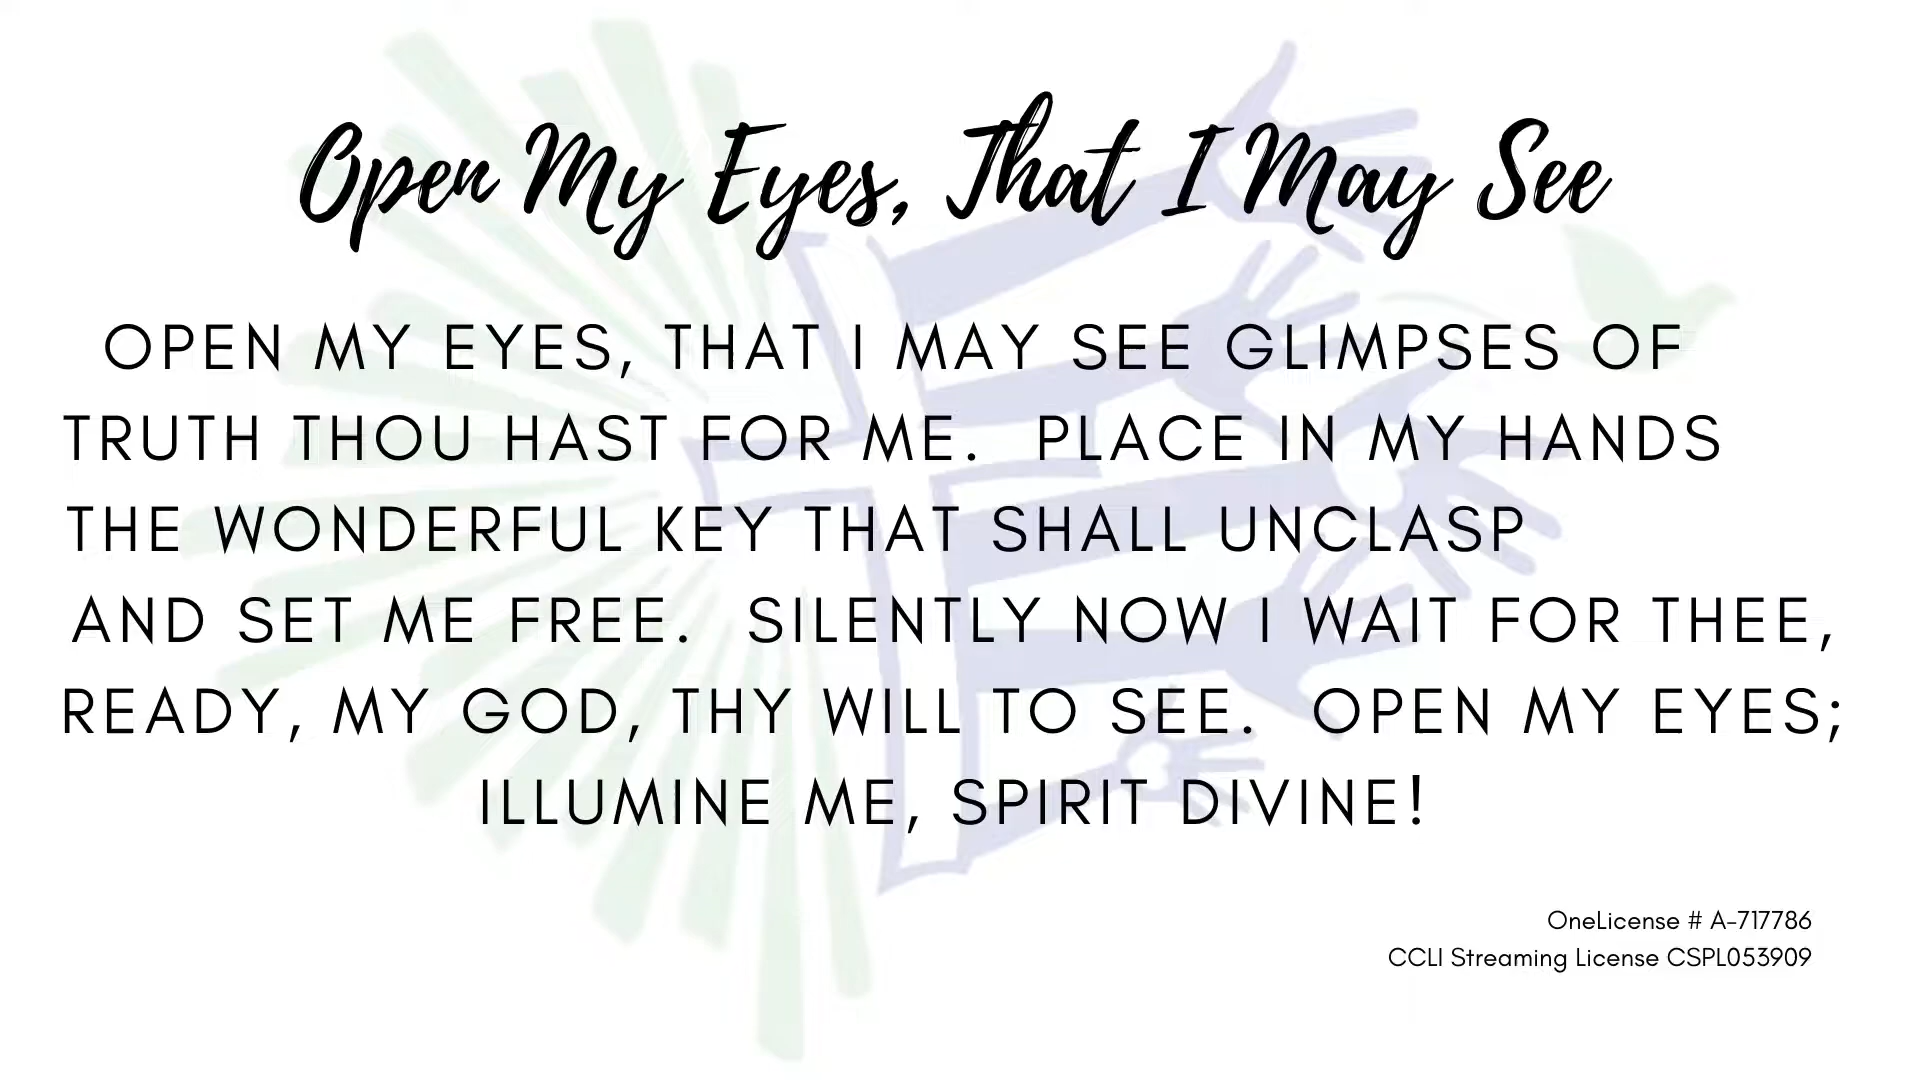 Open My Eyes, That I May See
OPEN MY EYES, THAT I MAY SEE GLIMPSES OF
TRUTH THOU HAST FOR ME.  PLACE IN MY HANDS
THE WONDERFUL KEY THAT SHALL UNCLASP
AND SET ME FREE.  SILENTLY NOW I WAIT FOR THEE,
READY, MY GOD, THY WILL TO SEE.  OPEN MY EYES;
ILLUMINE ME, SPIRIT DIVINE!
OneLicense # A-717786
CCLI Streaming License CSPL053909